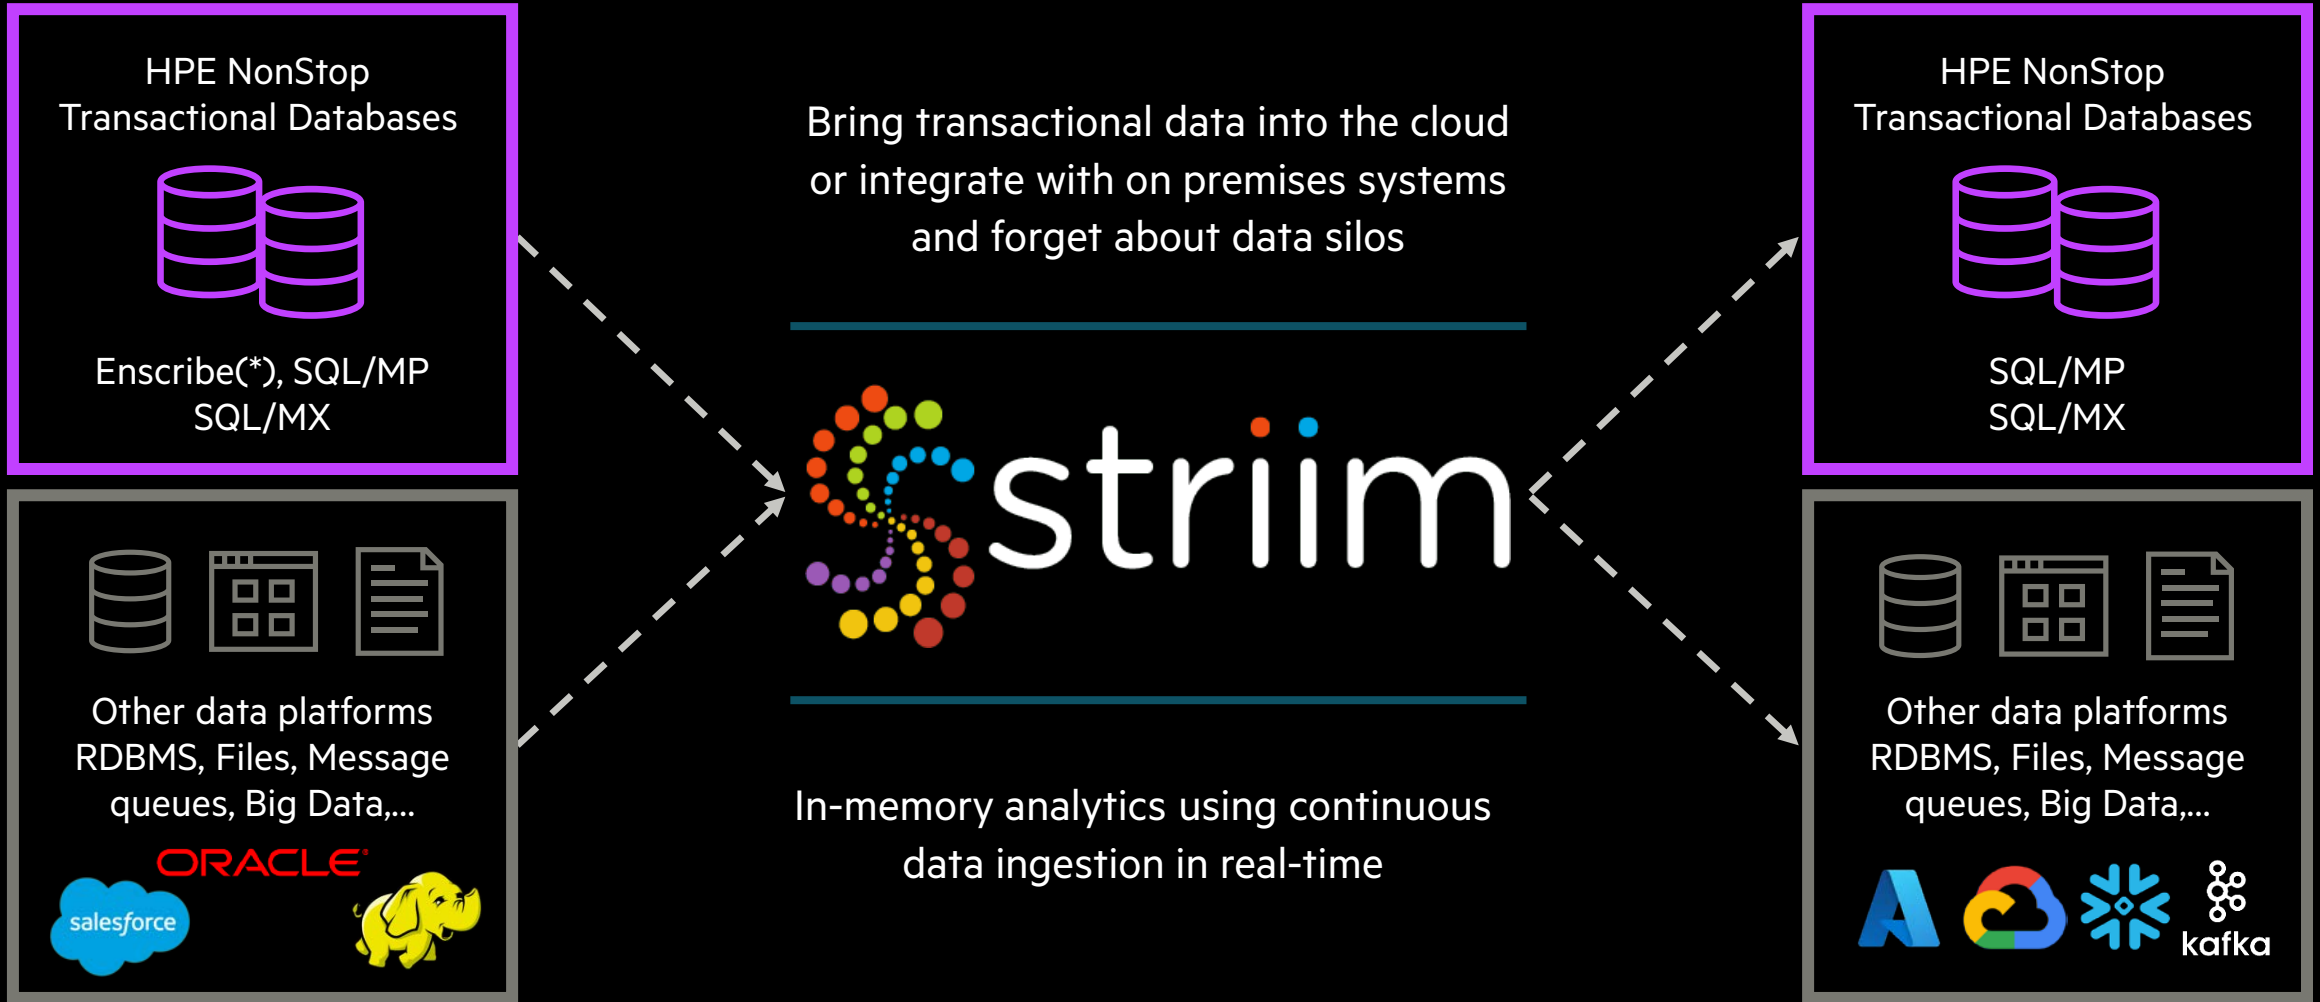 HPE NonStop
Transactional Databases
Enscribe(*), SQL/MP
SQL/MX
Other data platforms
RDBMS, Files, Message
queues, Big Data,...
ORACLE®
salesforce
Bring transactional data into the cloud
or integrate with on premises systems
and forget about data silos
striim
In-memory analytics using continuous
data ingestion in real-time
HPE NonStop
Transactional Databases
SQL/MP
SQL/MX
Other data platforms
RDBMS, Files, Message
queues, Big Data,...
kafka